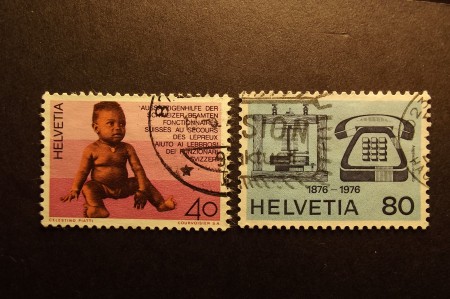 HELVETIA
AUSSÄTZIGENHILFE DER
SCHWEIZER BEAMTEN
FONCTIONNAIRES
SUISSES AU SECOURS
DES LEPREUX
AIUTO AI LEBBROSI
DEI FUNZIONARI
SVIZZERI
40
CELESTINO PIATTI
COURVOISIER S.A.
1876-1976
HELVETIA 80